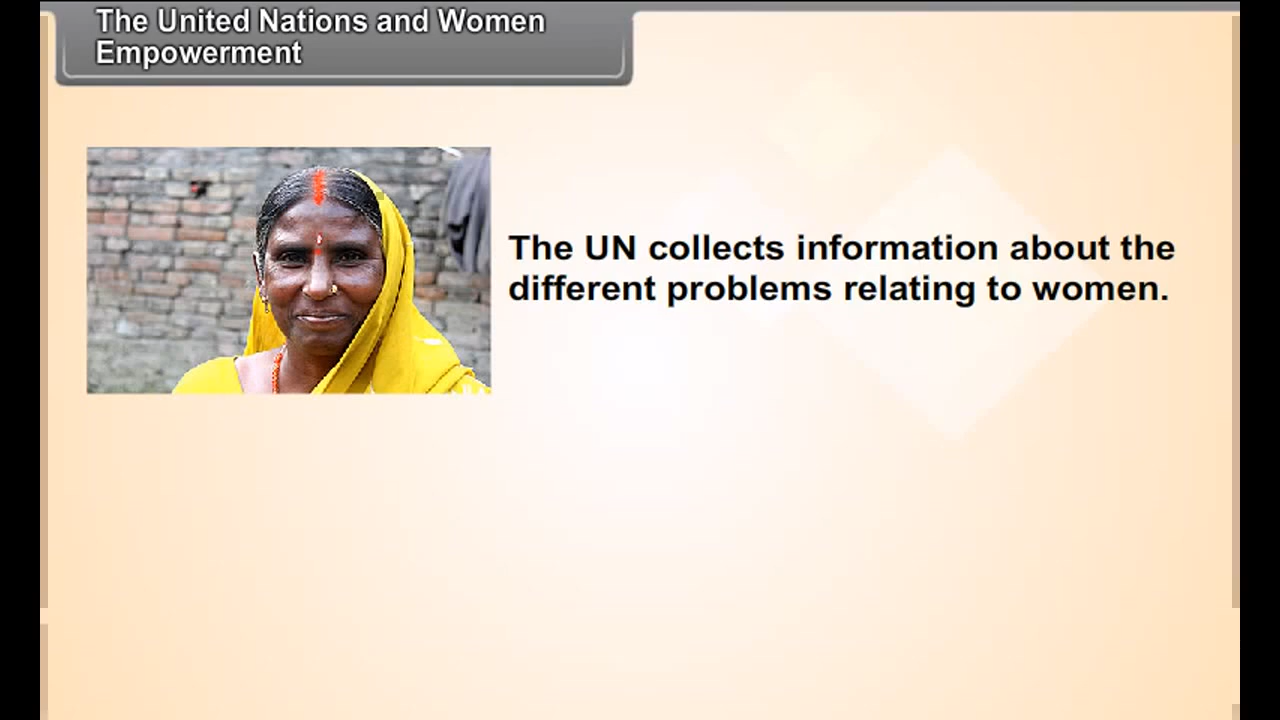 The United Nations and Women
Empowerment
The UN collects information about the
different problems relating to women.